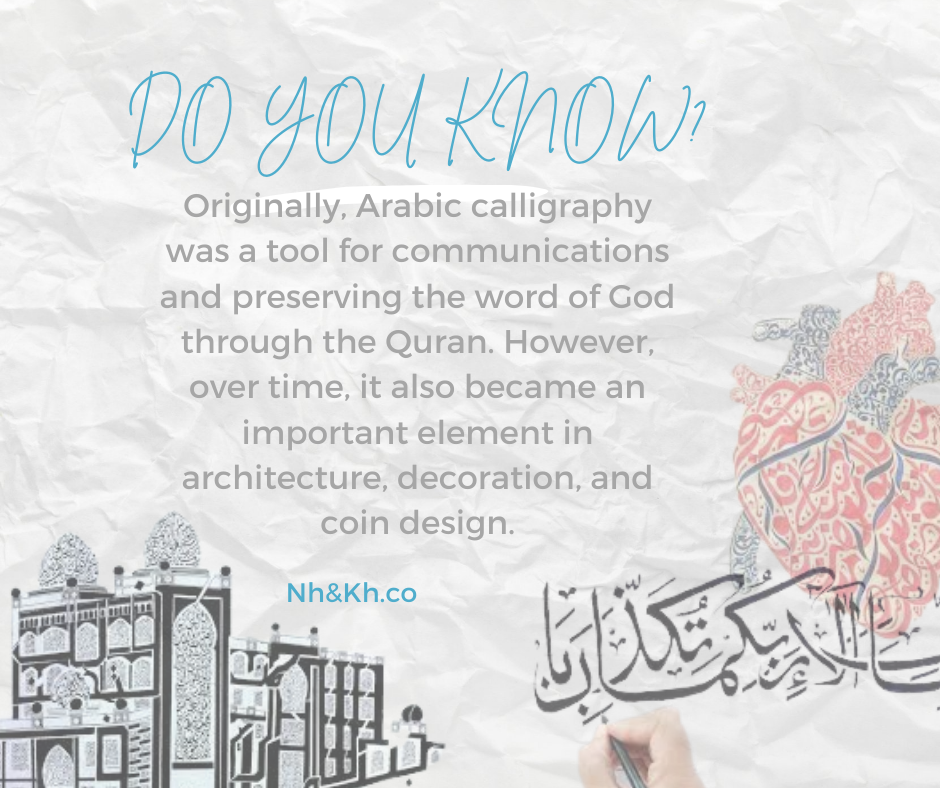 DO YOU KNOW?
Originally, Arabic calligraphy
was a tool for communications
and preserving the word of God
through the Quran. However,
over time, it also became an
important element in
architecture, decoration, and
coin design.
Nh&Kh.co
آلاء ربكما تكذبان